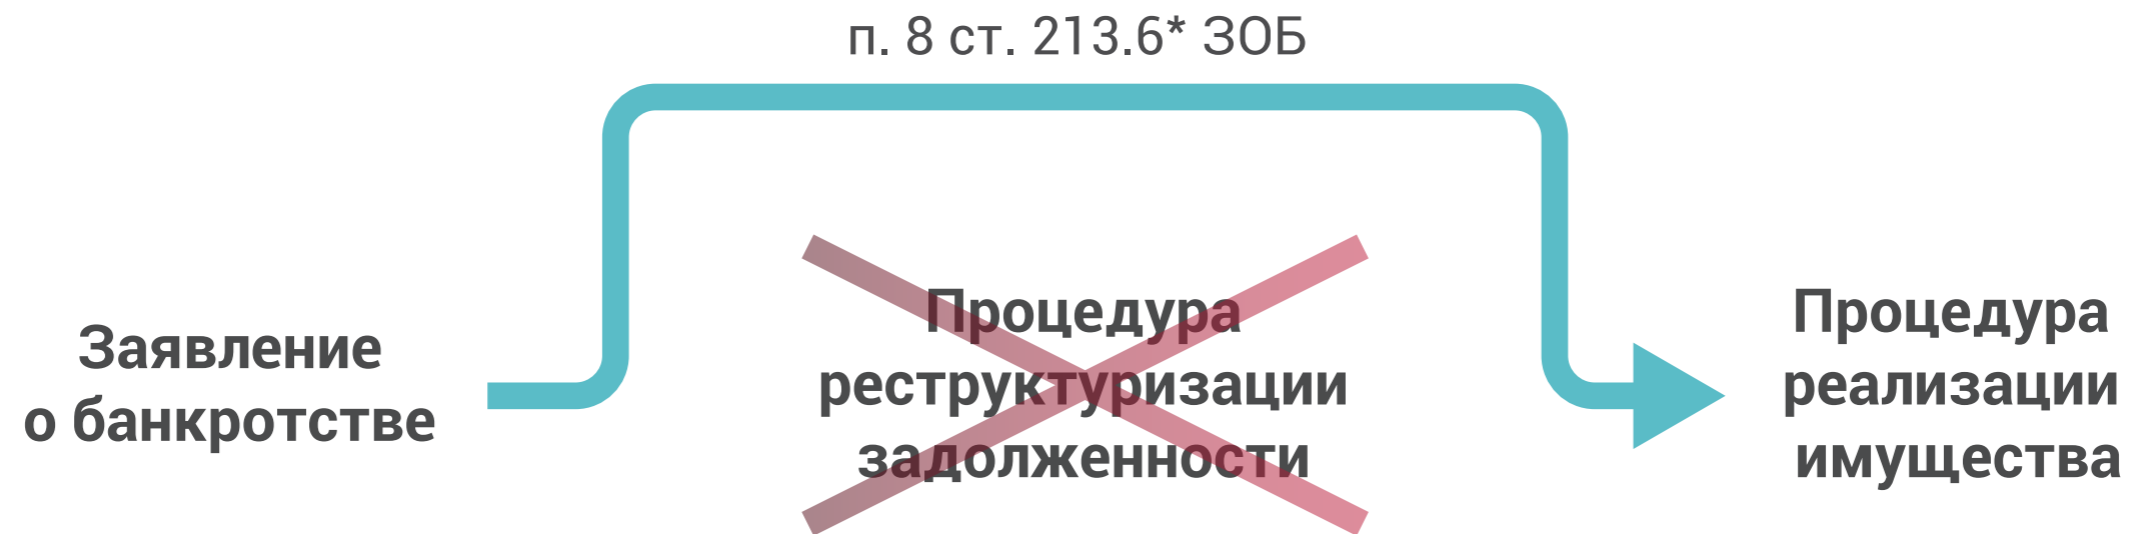 п. 8 ст. 213.6* ЗОБ
Заявление
о банкротстве
Процедура
реструктуризации
задолженности
Процедура
реализации
имущества